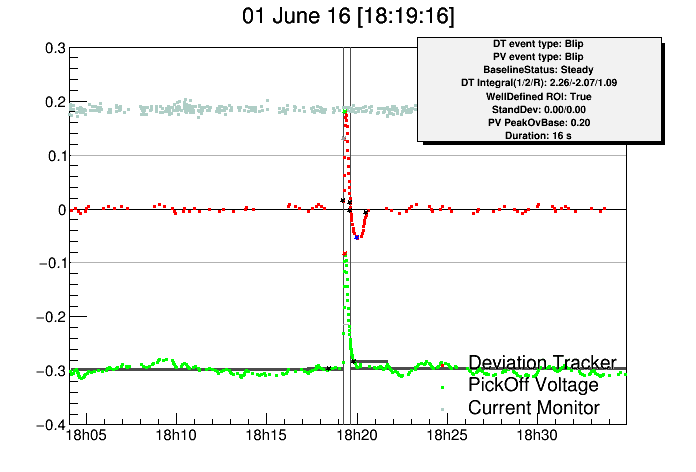 01 June 16 [18:19:16]
DT event type: Blip
PV event type: Blip
BaselineStatus: Steady
DT Integral(1/2/R): 2.26/-2.07/1.09
WellDefined ROI: True
StandDev: 0.00/0.00
PV PeakOvBase: 0.20
Duration: 16 s
0.3
0.2
0.1
0
−0.1
−0.2
−0.3
−0.4
Deviation Tracker
PickOff Voltage
Current Monitor
18h05 18h10 18h15 18h20 18h25 18h30